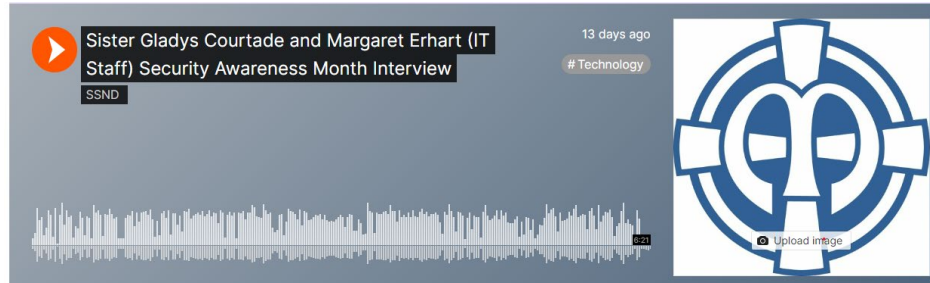 Sister Gladys Courtade and Margaret Erhart (IT
Staff) Security Awareness Month Interview
SSND
13 days ago
# Technology
6:21
Upload image